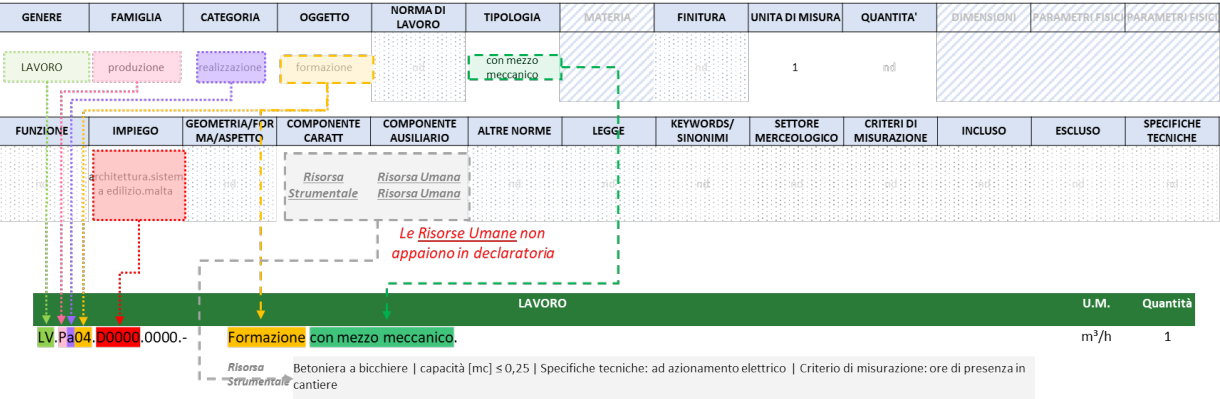 GENERE FAMIGLIA CATEGORIA OGGETTO NORMA DI LAVORO TIPOLOGIA MATERIA FINITURA UNITA DI MISURA QUANTITA' DIMENSIONI PARAMETRI FISICI PARAMETRI FISICI
LAVORO produzione realizzazione formazione nd con mezzo meccanico nd 1 nd
FUNZIONE IMPIEGO GEOMETRIA/FOR MA/ASPETTO COMPONENTE CARATT COMPONENTE AUSILIARIO ALTRE NORME LEGGE KEYWORDS/ SINONIMI SETTORE MERCEOLOGICO CRITERI DI MISURAZIONE INCLUSO ESCLUSO SPECIFICHE TECNICHE
nd architettura.sistem a edilizio.malta nd Risorsa Strumentale Risorsa Umana Risorsa Umana nd nd nd nd nd nd nd nd
Le Risorse Umane non
appaiono in declaratoria
LAVORO U.M. Quantità
LV.Pa04.D0000.0000.- Formazione con mezzo meccanico. m³/h 1
Risorsa Strumentale
Betoniera a bicchiere | capacità [mc] ≤ 0,25 | Specifiche tecniche: ad azionamento elettrico | Criterio di misurazione: ore di presenza in
cantiere